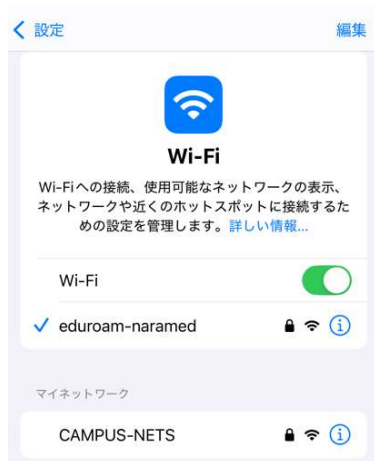 設定
編集
Wi-Fi
Wi-Fiへの接続、使用可能なネットワークの表示、
ネットワークや近くのホットスポットに接続するた
めの設定を管理します。詳しい情報...
Wi-Fi
eduroam-naramed
マイネットワーク
CAMPUS-NETS